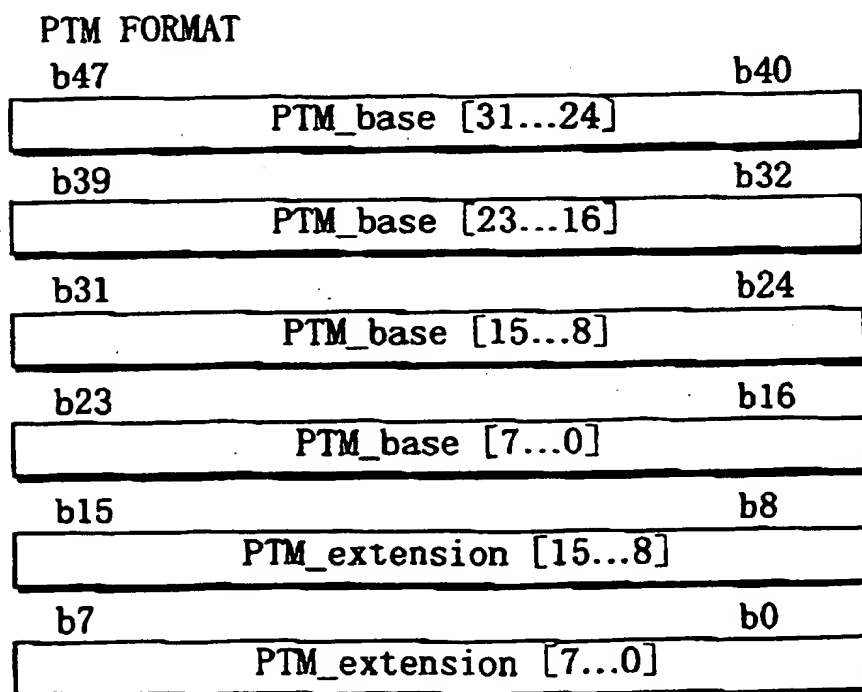 PTM FORMAT
b47 b40
PTM_base [31...24]
b39 b32
PTM_base [23...16]
b31 b24
PTM_base [15...8]
b23 b16
PTM_base [7...0]
b15 b8
PTM_extension [15...8]
b7 b0
PTM_extension [7...0]